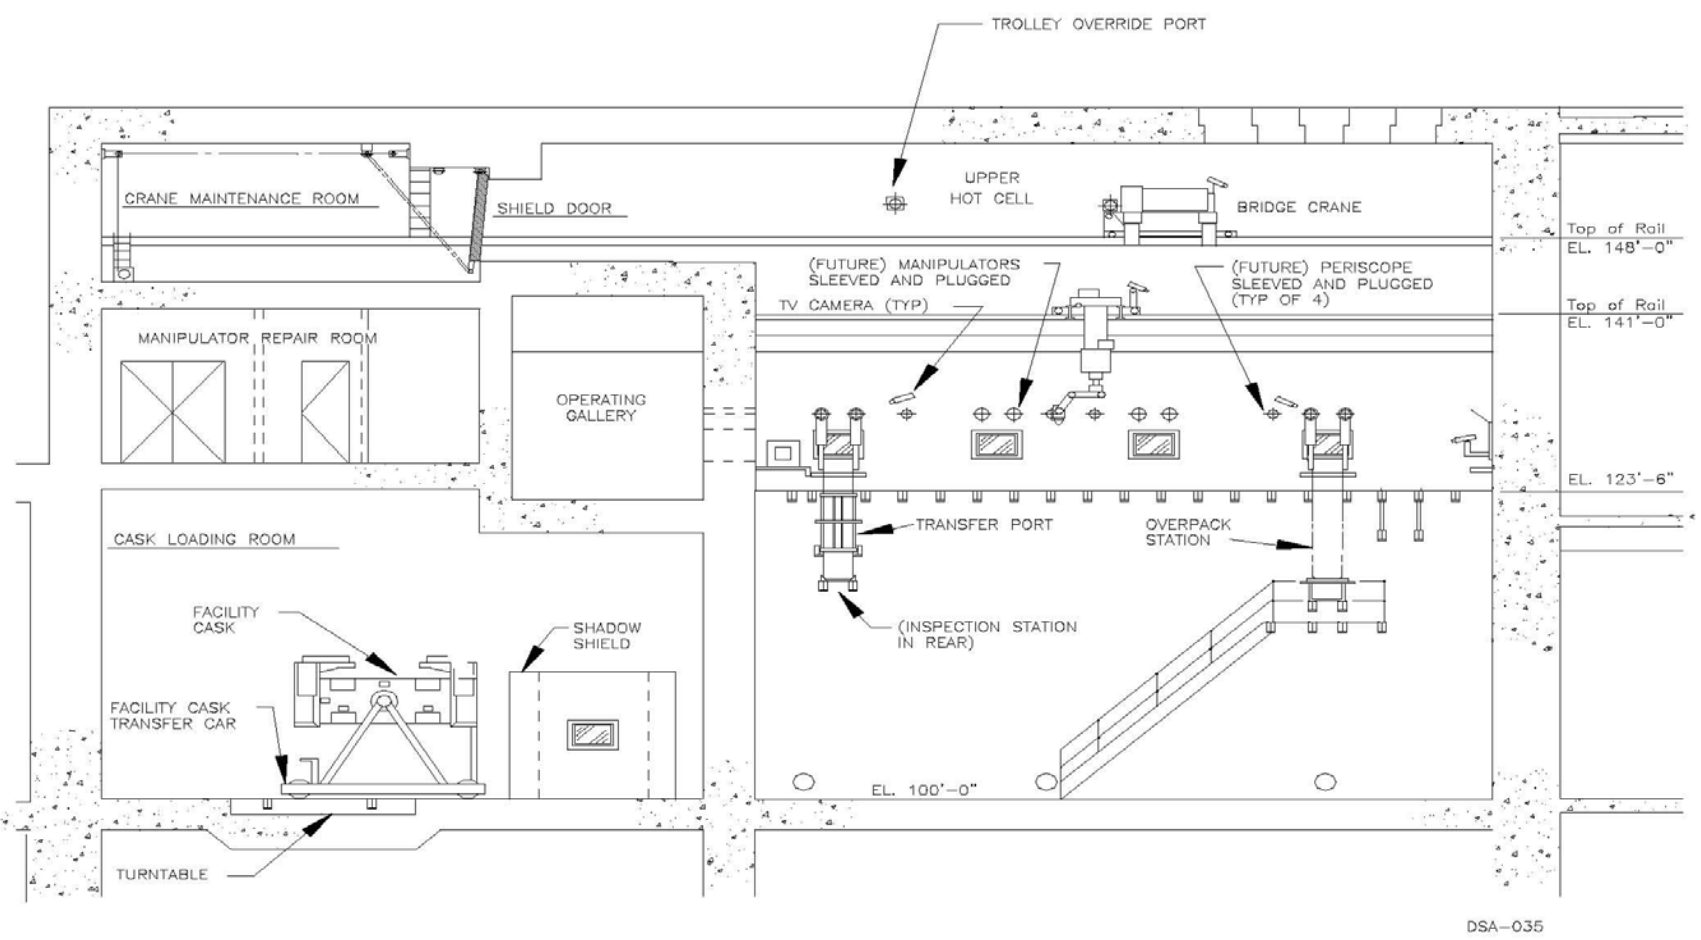 TROLLEY OVERRIDE PORT
CRANE MAINTENANCE ROOM
SHIELD DOOR
UPPER
HOT CELL
BRIDGE CRANE
Top of Rail
EL. 148'-0"
(FUTURE) MANIPULATORS
SLEEVED AND PLUGGED
(FUTURE) PERISCOPE
SLEEVED AND PLUGGED
(TYP OF 4)
TV CAMERA (TYP)
Top of Rail
EL. 141'-0"
MANIPULATOR REPAIR ROOM
OPERATING
GALLERY
EL. 123'-6"
CASK LOADING ROOM
TRANSFER PORT
OVERPACK
STATION
FACILITY
CASK
SHADOW
SHIELD
(INSPECTION STATION
IN REAR)
FACILITY CASK
TRANSFER CAR
EL. 100'-0"
TURNTABLE
DSA-035